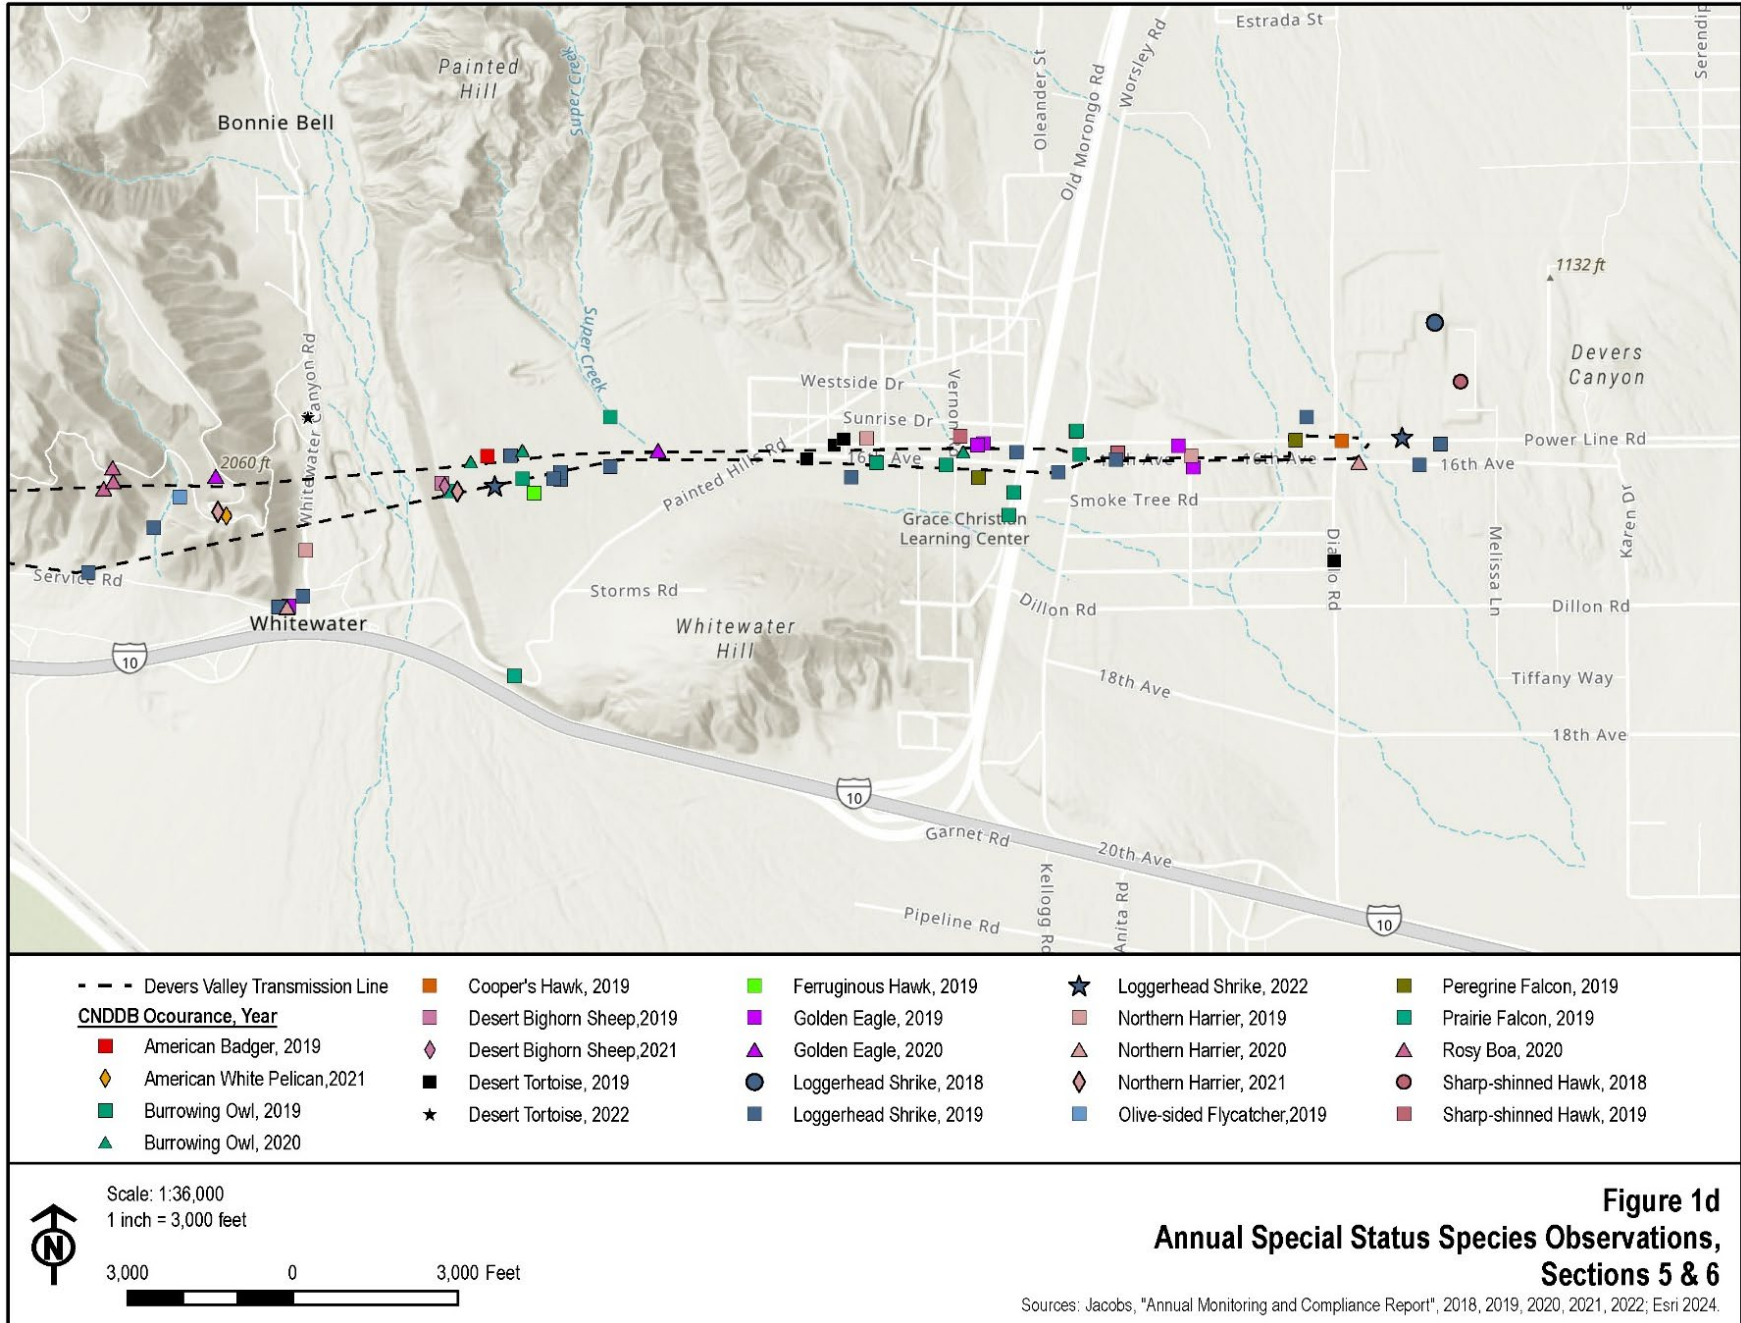 Estrada St
Serendip
Painted
Hill
Super Creek
Oleander St
Old Morongo Rd
Worsley Rd
Bonnie Bell
1132 ft
Super Creek
Whitewater Canyon Rd
Devers
Canyon
Westside Dr
Vernon
Sunrise Dr
Power Line Rd
16th Ave
16th Ave
16th Ave
2060 ft
Painted Hills Rd
Smoke Tree Rd
Grace Christian
Learning Center
Karen Dr
Melissa Ln
Service Rd
Storms Rd
Dillon Rd
Dillon Rd
Whitewater
Whitewater
Hill
10
18th Ave
Tiffany Way
18th Ave
10
Garnet Rd
20th Ave
Kellogg Rd
Anita Rd
Pipeline Rd
10
Devers Valley Transmission Line
CNDDB Ocourance, Year
American Badger, 2019
American White Pelican,2021
Burrowing Owl, 2019
Burrowing Owl, 2020
Cooper's Hawk, 2019
Desert Bighorn Sheep,2019
Desert Bighorn Sheep,2021
Desert Tortoise, 2019
Desert Tortoise, 2022
Ferruginous Hawk, 2019
Golden Eagle, 2019
Golden Eagle, 2020
Loggerhead Shrike, 2018
Loggerhead Shrike, 2019
Loggerhead Shrike, 2022
Northern Harrier, 2019
Northern Harrier, 2020
Northern Harrier, 2021
Olive-sided Flycatcher,2019
Peregrine Falcon, 2019
Prairie Falcon, 2019
Rosy Boa, 2020
Sharp-shinned Hawk, 2018
Sharp-shinned Hawk, 2019
N
Scale: 1:36,000
1 inch = 3,000 feet
3,000 0 3,000 Feet
Figure 1d
Annual Special Status Species Observations,
Sections 5 & 6
Sources: Jacobs, "Annual Monitoring and Compliance Report", 2018, 2019, 2020, 2021, 2022; Esri 2024.